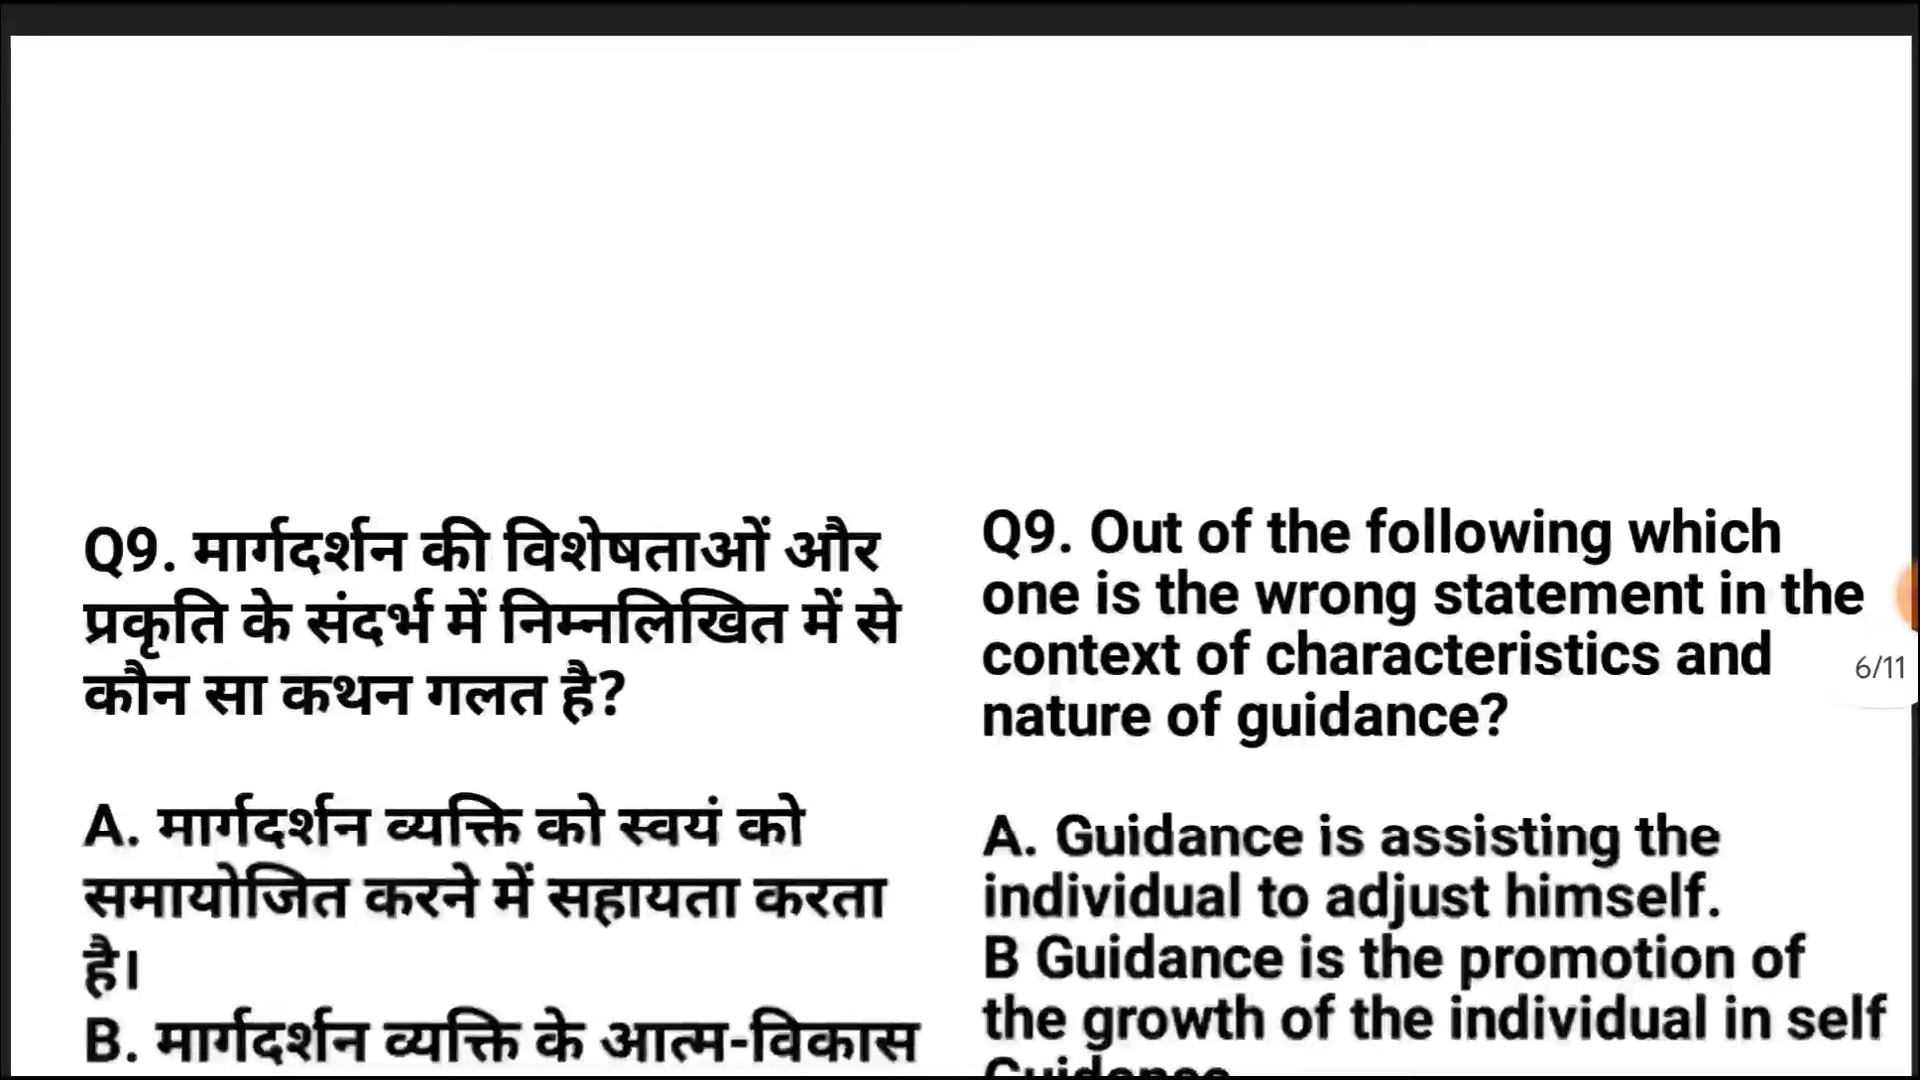 Q9. मार्गदर्शन की विशेषताओं और
प्रकृति के संदर्भ में निम्नलिखित में से
कौन सा कथन गलत है?
A. मार्गदर्शन व्यक्ति को स्वयं को
समायोजित करने में सहायता करता
है।
B. मार्गदर्शन व्यक्ति के आत्म-विकास
Q9. Out of the following which
one is the wrong statement in the
context of characteristics and
nature of guidance?
A. Guidance is assisting the
individual to adjust himself.
B Guidance is the promotion of
the growth of the individual in self
Guidance
6/11